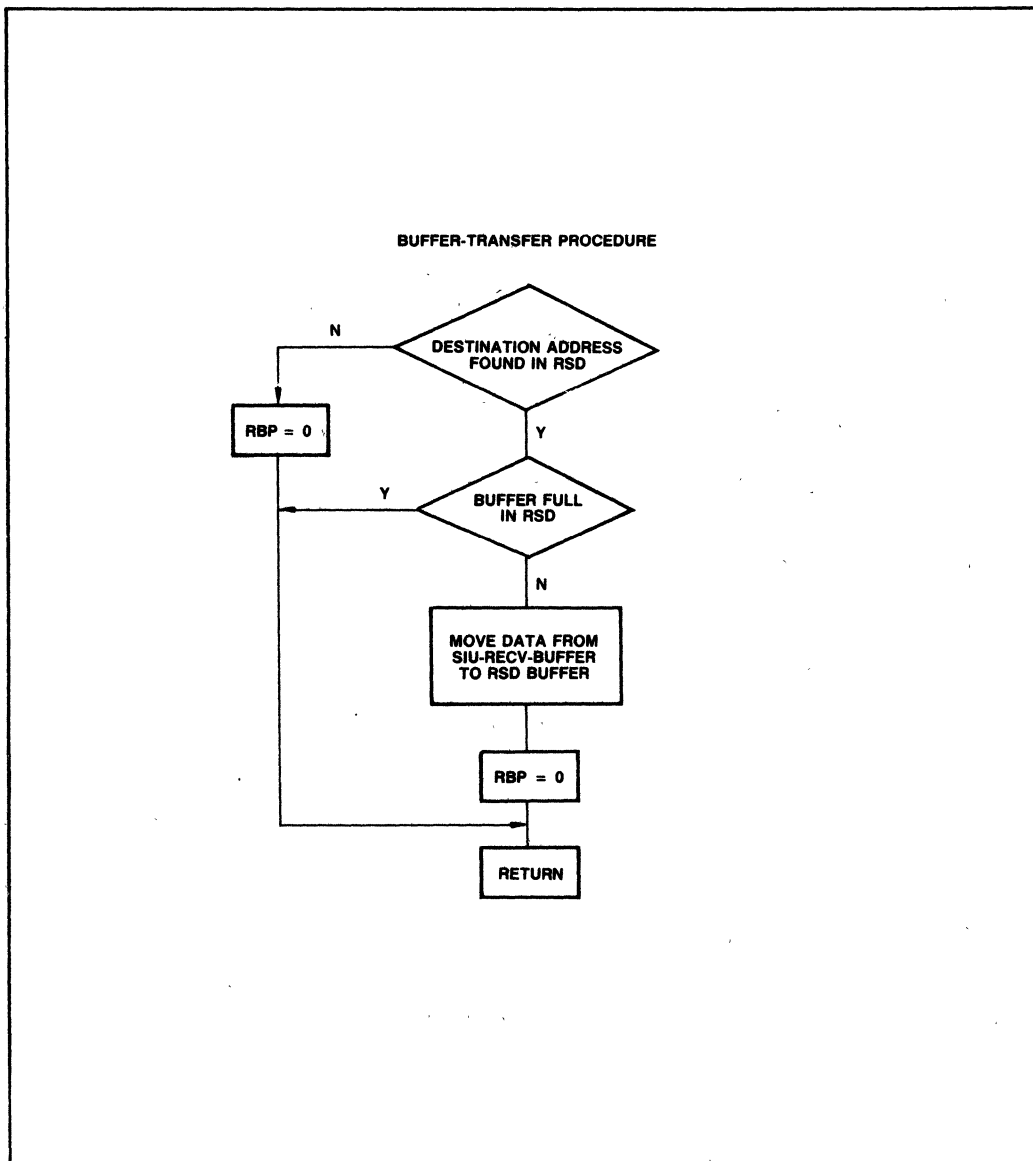 BUFFER-TRANSFER PROCEDURE
N
DESTINATION ADDRESS
FOUND IN RSD
RBP = 0
Y
Y
BUFFER FULL
IN RSD
N
MOVE DATA FROM
SIU-RECV-BUFFER
TO RSD BUFFER
RBP = 0
RETURN